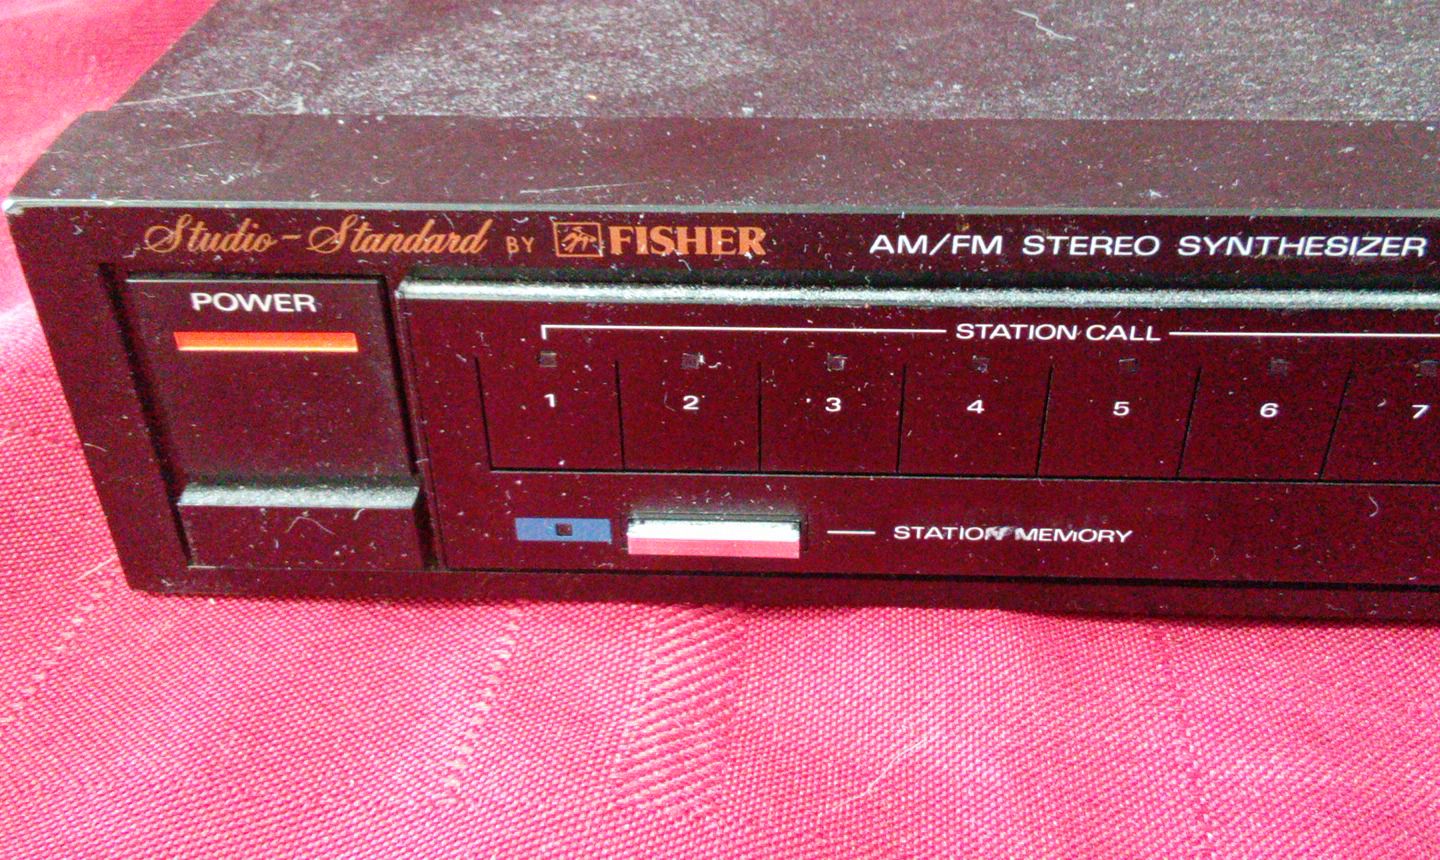 Studio-Standard BY FISHER AM/FM STEREO SYNTHESIZER
POWER
STATION CALL
1 2 3 4 5 6 7
STATION MEMORY